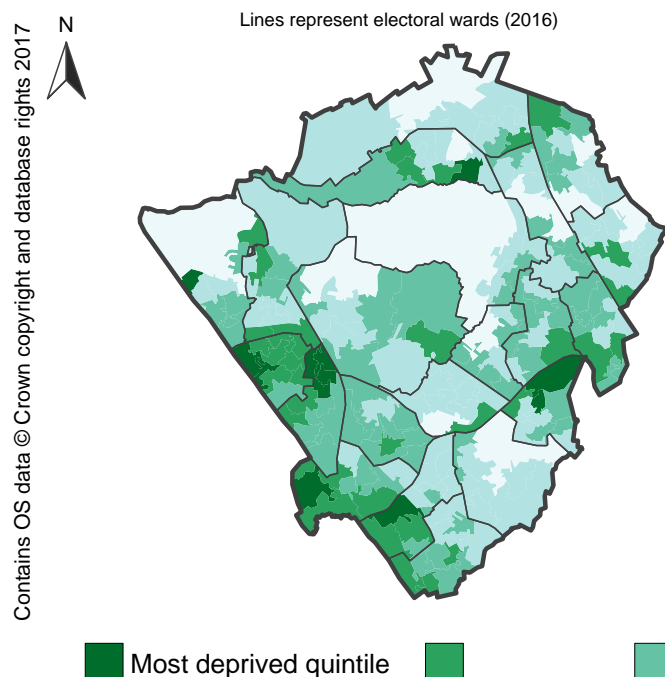 Lines represent electoral wards (2016)
N
Contains OS data © Crown copyright and database rights 2017
Most deprived quintile